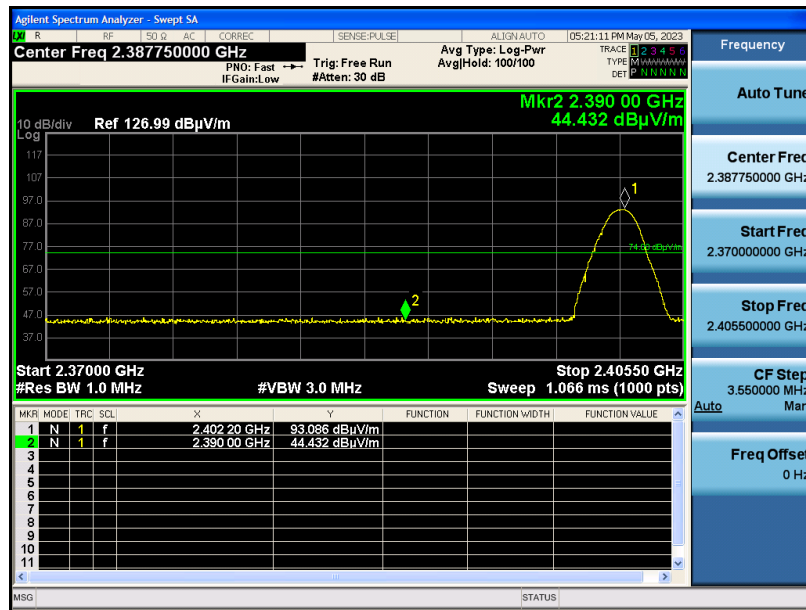 Agilent Spectrum Analyzer - Swept SA
LXI R RF 50 Ω AC CORREC SENSE:PULSE ALIGN AUTO 05:21:11 PM May 05, 2023
Center Freq 2.387750000 GHz
PNO: Fast
IFGain:Low
Trig: Free Run
#Atten: 30 dB
Avg Type: Log-Pwr
Avg|Hold: 100/100
TRACE 1 2 3 4 5 6
TYPE M WWWWW
DET P N N N N N
Mkr2 2.390 00 GHz
44.432 dBµV/m
10 dB/div Ref 126.99 dBµV/m
Log
117
107
97.0
87.0
77.0
67.0
57.0
47.0
37.0
1
2
Start 2.37000 GHz Stop 2.40550 GHz
#Res BW 1.0 MHz #VBW 3.0 MHz Sweep 1.066 ms (1000 pts)
MKR MODE TRC SCL X Y FUNCTION FUNCTION WIDTH FUNCTION VALUE
1 N 1 f 2.402 20 GHz 93.086 dBµV/m
2 N 1 f 2.390 00 GHz 44.432 dBµV/m
3
4
5
6
7
8
9
10
11
MSG STATUS
Frequency
Auto Tune
Center Freq
2.387750000 GHz
Start Freq
2.370000000 GHz
Stop Freq
2.405500000 GHz
CF Step
3.550000 MHz
Auto Man
Freq Offset
0 Hz